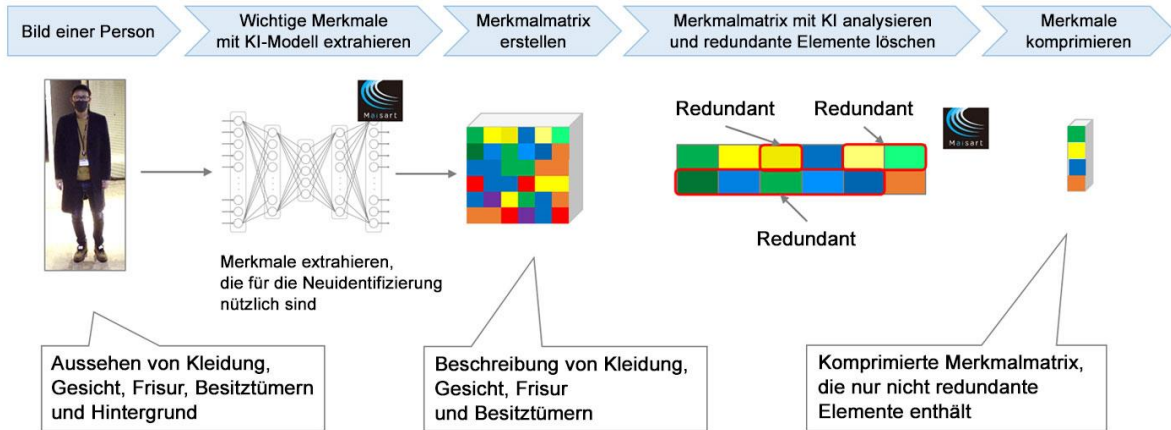 Bild einer Person
Wichtige Merkmale
mit KI-Modell extrahieren
Merkmalmatrix
erstellen
Merkmalmatrix mit KI analysieren
und redundante Elemente löschen
Merkmale
komprimieren
Maisart
Redundant
Redundant
Maisart
Redundant
Merkmale extrahieren,
die für die Neuidentifizierung
nützlich sind
Aussehen von Kleidung,
Gesicht, Frisur, Besitztümern
und Hintergrund
Beschreibung von Kleidung,
Gesicht, Frisur
und Besitztümern
Komprimierte Merkmalmatrix,
die nur nicht redundante
Elemente enthält